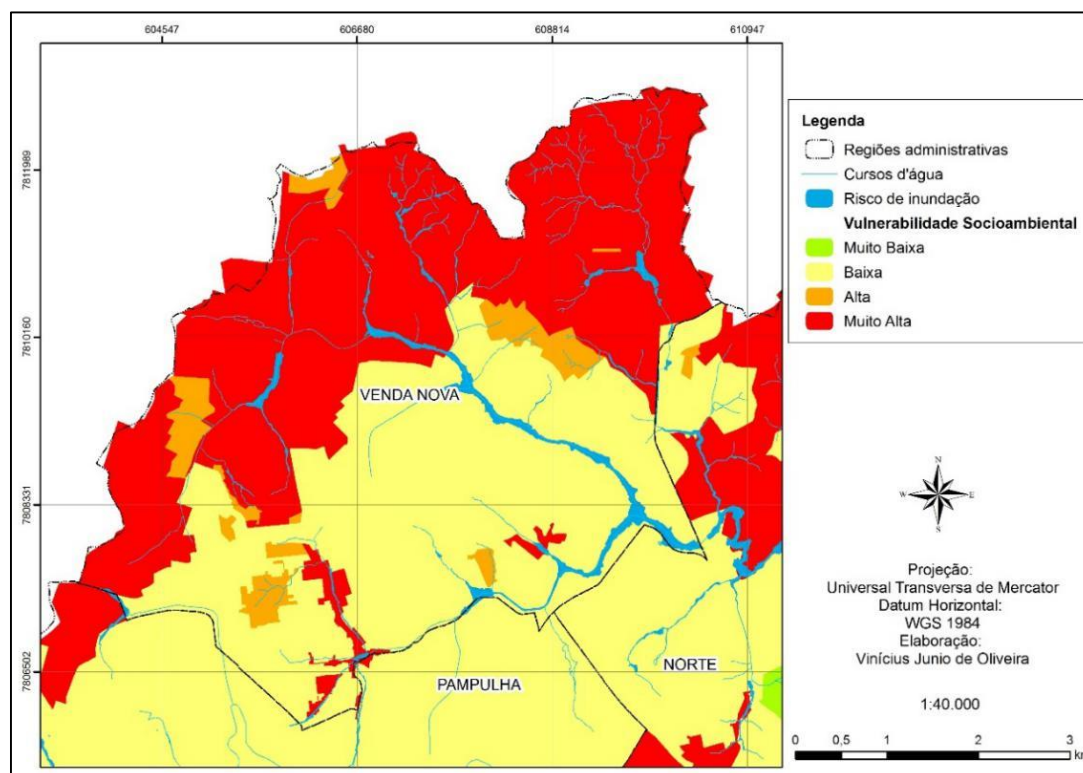 604547
606680
608814
610947
7811989
7810160
7808331
7806502
VENDA NOVA
PAMPULHA
NORTE
Legenda
Regiões administrativas
Cursos d'água
Risco de inundação
Vulnerabilidade Socioambiental
Muito Baixa
Baixa
Alta
Muito Alta
N
W
E
S
Projeção:
Universal Transversa de Mercator
Datum Horizontal:
WGS 1984
Elaboração:
Vinícius Junio de Oliveira
1:40.000
0 0,5 1 2 3